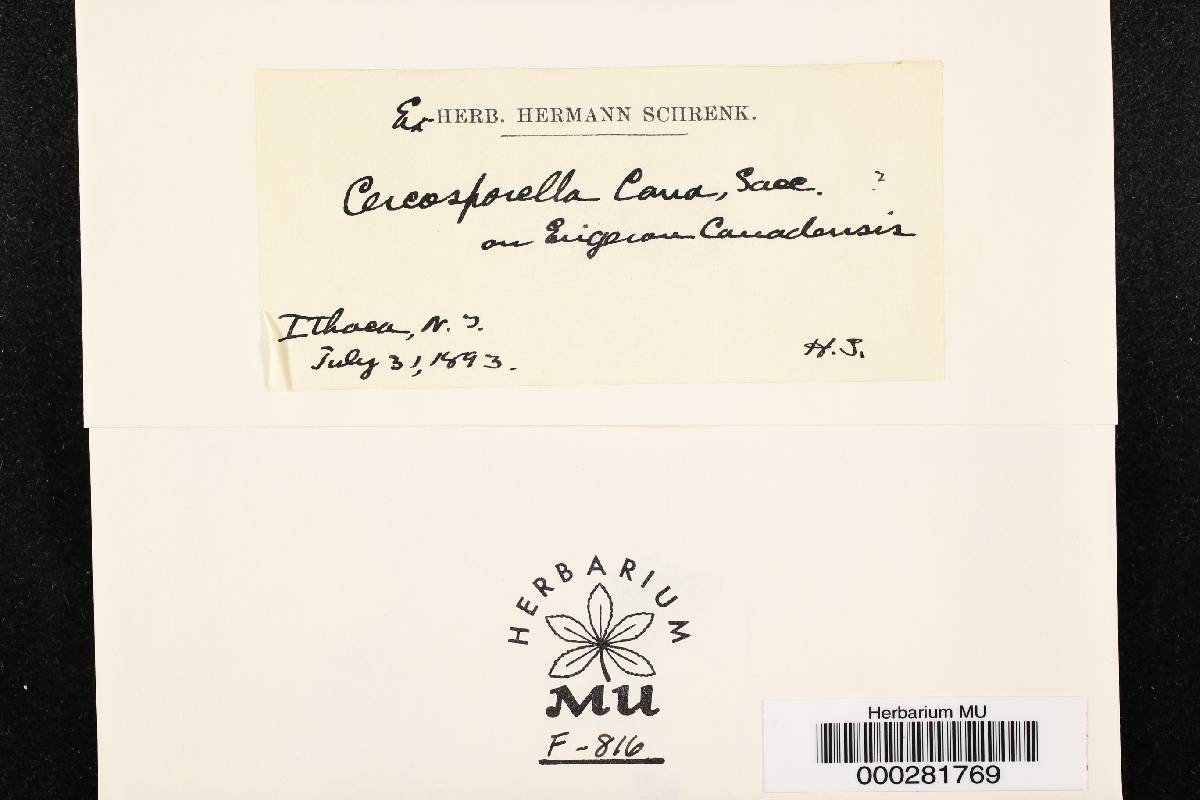 Ex HERB. HERMANN SCHRENK.
Cercosporella Cana, Sacc. ?
on Erigeron Canadensis
Ithaca, N.Y.
July 31, 1893.
H.S.
HERBARIUM
MU
F-816
Herbarium MU
000281769